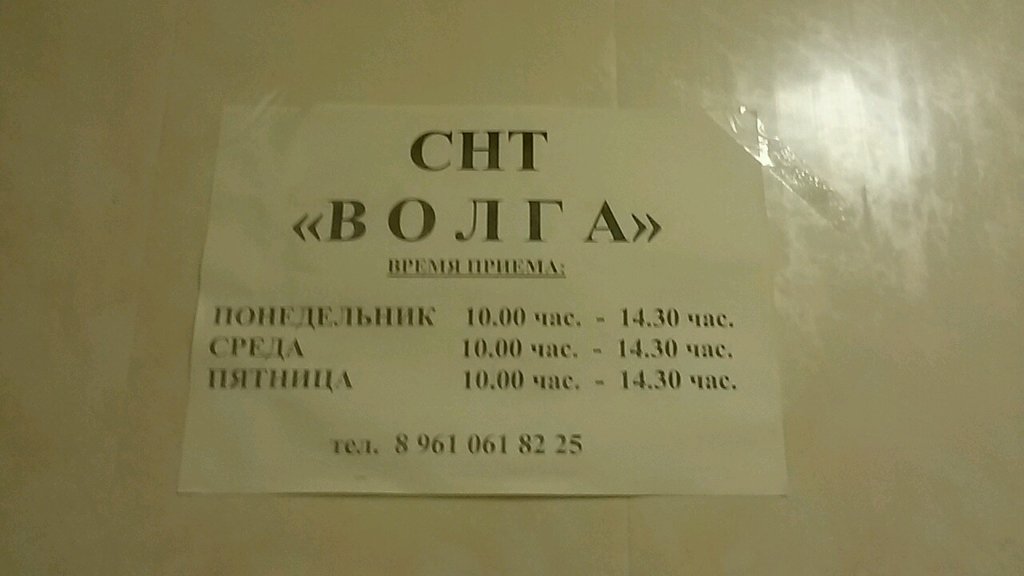 СНТ
«В О Л Г А»
ВРЕМЯ ПРИЕМА:
ПОНЕДЕЛЬНИК 10.00 час. - 14.30 час.
СРЕДА 10.00 час. - 14.30 час.
ПЯТНИЦА 10.00 час. - 14.30 час.
тел. 8 961 061 82 25